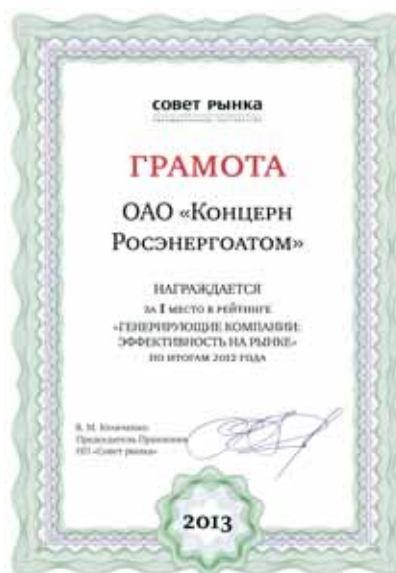 СОВЕТ РЫНКА
ГРАМОТА
ОАО «Концерн
Росэнергоатом»
НАГРАЖДАЕТСЯ
за I место в рейтинге
«ГЕНЕРИРУЮЩИЕ КОМПАНИИ:
ЭФФЕКТИВНОСТЬ НА РЫНКЕ»
по итогам 2012 года
Председатель Правления
НП «Совет рынка»
2013